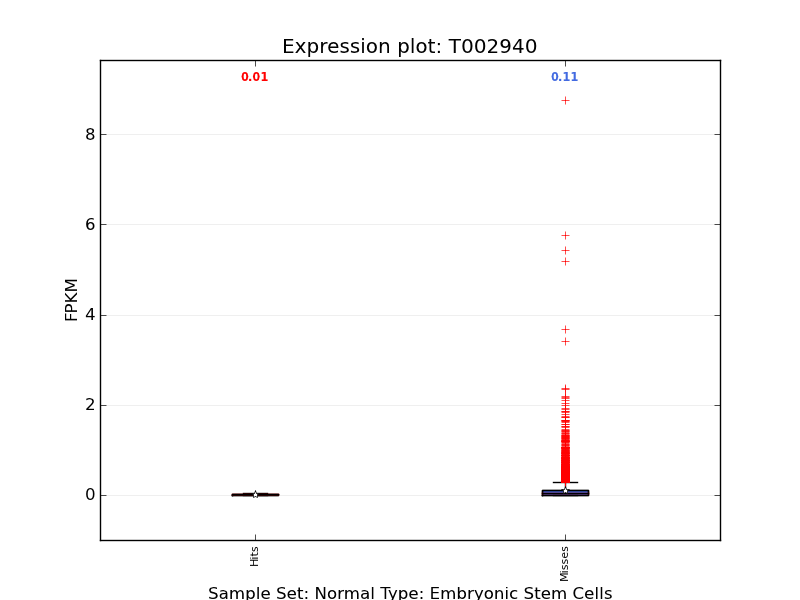 Expression plot: T002940
0.01
0.11
8
6
4
2
0
FPKM
Hits
Misses
Sample Set: Normal Type: Embryonic Stem Cells